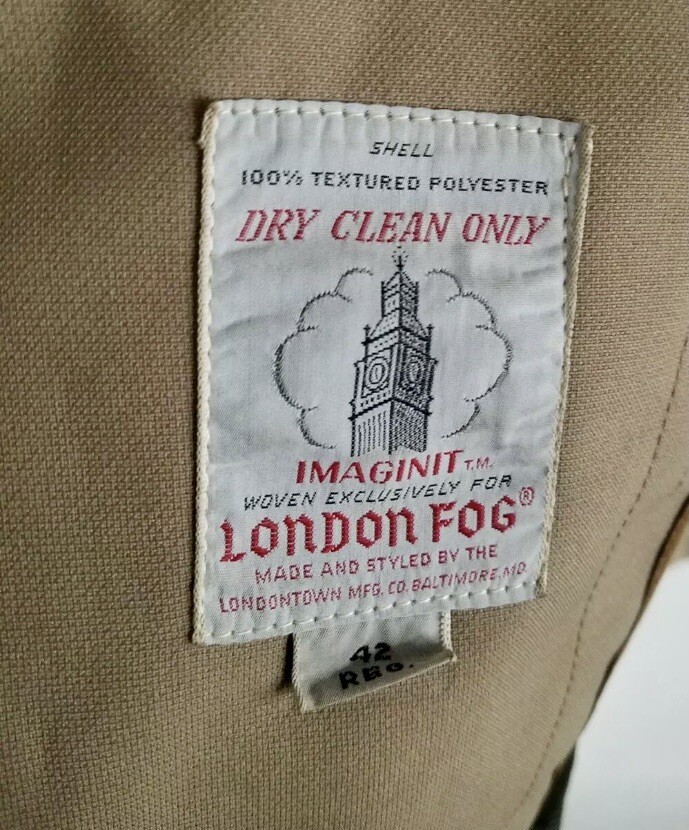 SHELL
100% TEXTURED POLYESTER
DRY CLEAN ONLY
IMAGINIT T.M.
WOVEN EXCLUSIVELY FOR
LONDON FOG®
MADE AND STYLED BY THE
LONDONTOWN MFG. CO. BALTIMORE, MD.
42
REG.